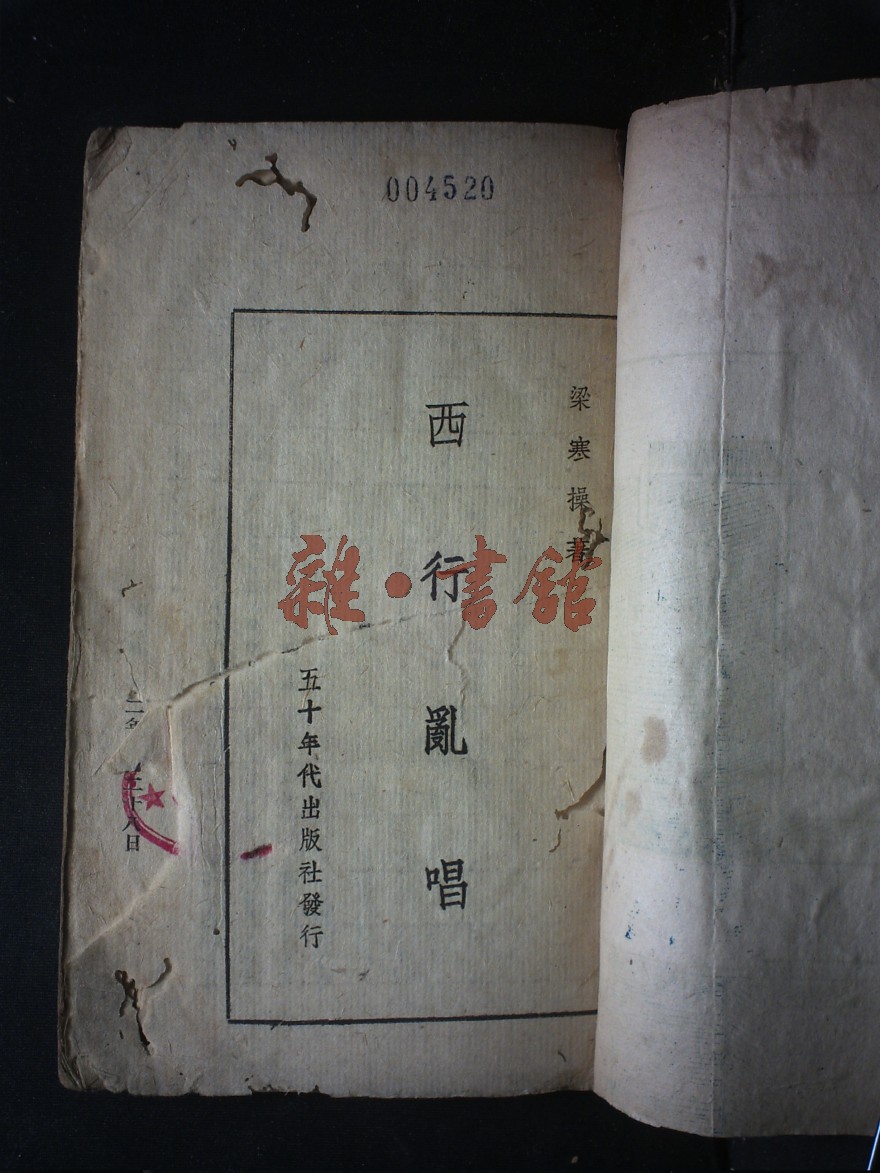 004520
梁寒操著
西行亂唱
五十年代出版社發行
雜·書館